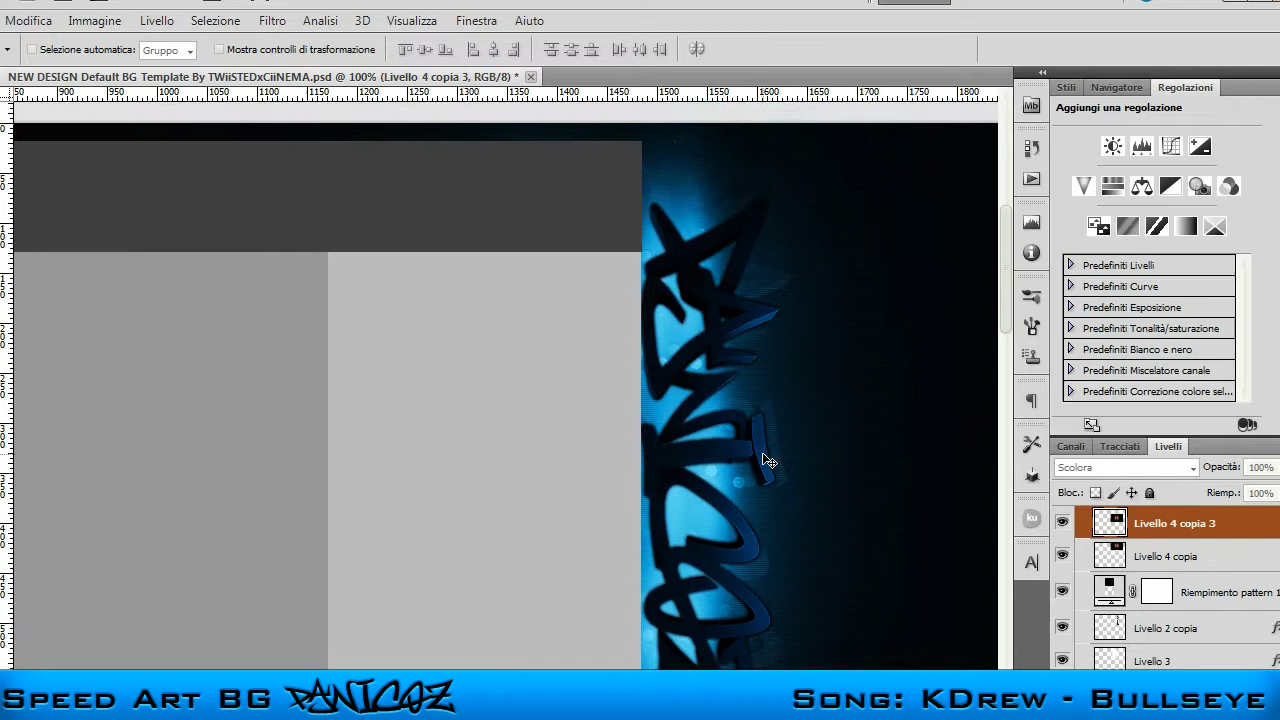 Modifica Immagine Livello Selezione Filtro Analisi 3D Visualizza Finestra Aiuto
Selezione automatica: Gruppo Mostra controlli di trasformazione
NEW DESIGN Default BG Template By TWiiSTEDxCiiNEMA.psd @ 100% (Livello 4 copia 3, RGB/8) *
50 900 950 1000 1050 1100 1150 1200 1250 1300 1350 1400 1450 1500 1550 1600 1650 1700 1750 1800
Stili Navigatore Regolazioni
Mb
Aggiungi una regolazione
Predefiniti Livelli
Predefiniti Curve
Predefiniti Esposizione
Predefiniti Tonalità/saturazione
Predefiniti Bianco e nero
Predefiniti Miscelatore canale
Predefiniti Correzione colore sel...
Canali Tracciati Livelli
Scolora Opacità: 100%
Bloc.: Riemp.: 100%
ku
Livello 4 copia 3
Livello 4 copia
Riempimento pattern 1
Livello 2 copia
Livello 3
Speed Art BG PANICOZ Song: KDrew - Bullseye